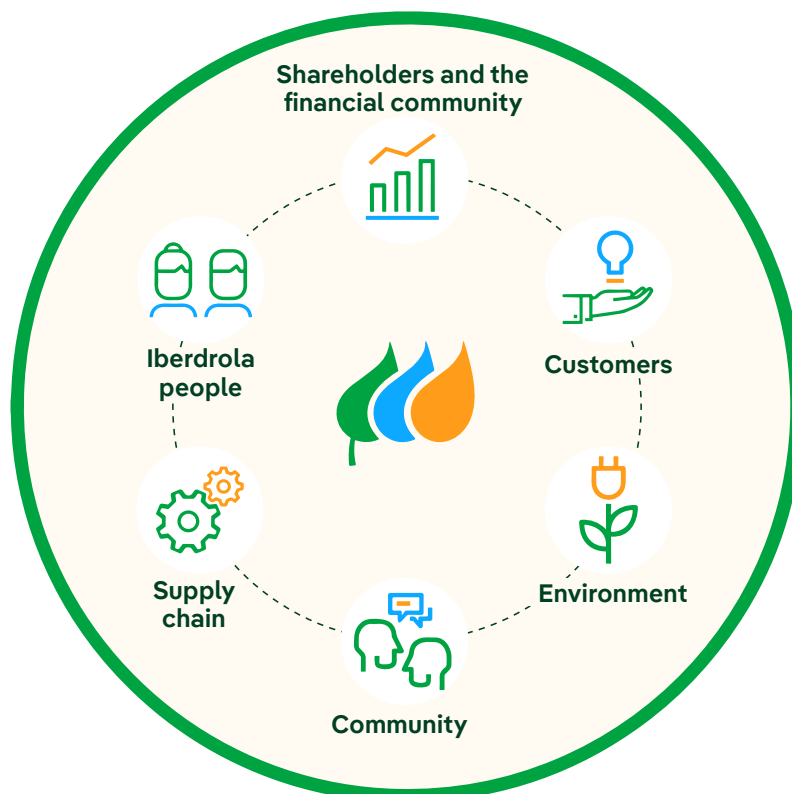 Shareholders and the
financial community
Iberdrola
people
Customers
Supply
chain
Environment
Community